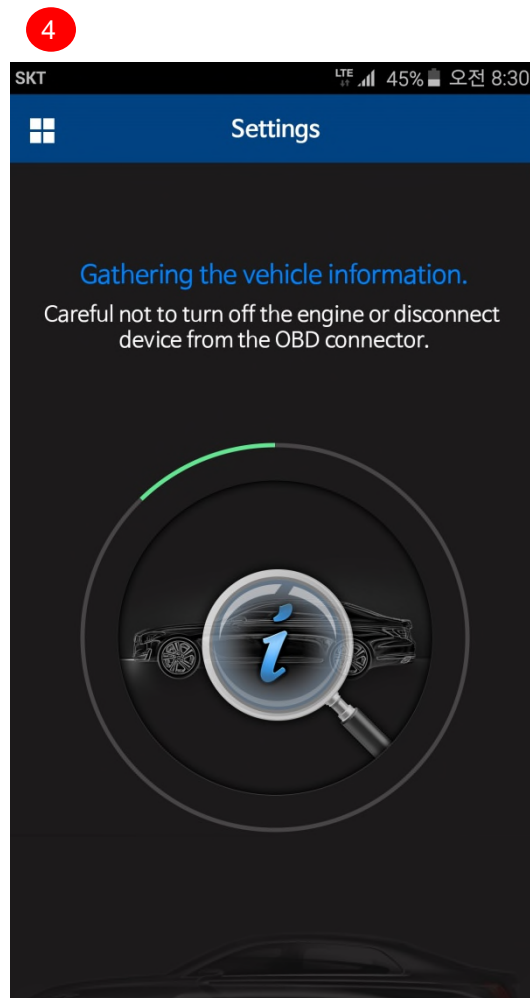 4
SKT LTE 45% 오전 8:30
Settings
Gathering the vehicle information.
Careful not to turn off the engine or disconnect
device from the OBD connector.
i